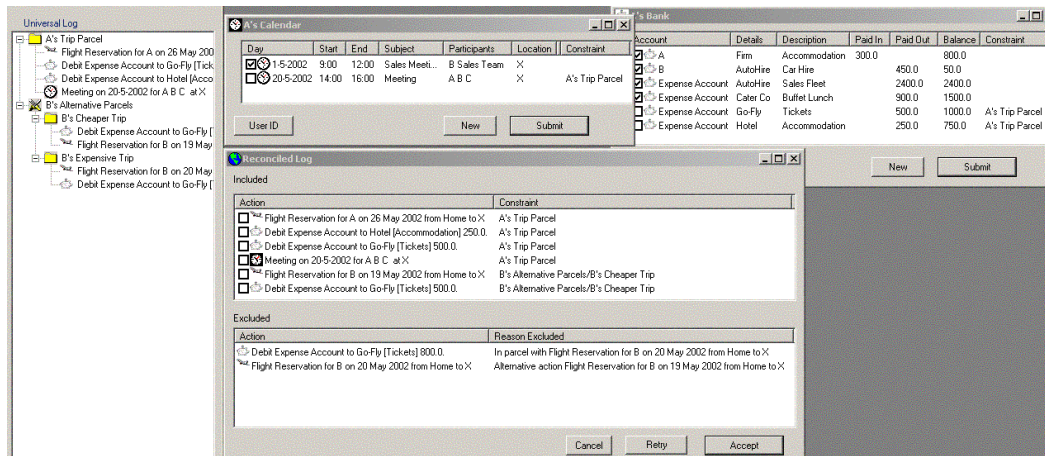 Universal Log
A's Trip Parcel
Flight Reservation for A on 26 May 200
Debit Expense Account to Go-Fly [Tick
Debit Expense Account to Hotel [Acco
Meeting on 20-5-2002 for A B C at X
B's Alternative Parcels
B's Cheaper Trip
Debit Expense Account to Go-Fly [
Flight Reservation for B on 19 May
B's Expensive Trip
Flight Reservation for B on 20 May
Debit Expense Account to Go-Fly [
A's Calendar
Day Start End Subject Participants Location Constraint
1-5-2002 9:00 12:00 Sales Meeti... B Sales Team X
20-5-2002 14:00 16:00 Meeting A B C A's Trip Parcel
User ID New Submit
's Bank
Account Details Description Paid In Paid Out Balance Constraint
A Firm Accommodation 300.0 800.0
B AutoHire Car Hire 450.0 50.0
Expense Account AutoHire Sales Fleet 2400.0 2400.0
Expense Account Cater Co Buffet Lunch 900.0 1500.0
Expense Account Go-Fly Tickets 500.0 1000.0 A's Trip Parcel
Expense Account Hotel Accommodation 250.0 750.0 A's Trip Parcel
New Submit
Reconciled Log
Included
Action Constraint
Flight Reservation for A on 26 May 2002 from Home to X A's Trip Parcel
Debit Expense Account to Hotel [Accommodation] 250.0. A's Trip Parcel
Debit Expense Account to Go-Fly [Tickets] 500.0. A's Trip Parcel
Meeting on 20-5-2002 for A B C at X A's Trip Parcel
Flight Reservation for B on 19 May 2002 from Home to X B's Alternative Parcels/B's Cheaper Trip
Debit Expense Account to Go-Fly [Tickets] 500.0. B's Alternative Parcels/B's Cheaper Trip
Excluded
Action Reason Excluded
Debit Expense Account to Go-Fly [Tickets] 800.0. In parcel with Flight Reservation for B on 20 May 2002 from Home to X
Flight Reservation for B on 20 May 2002 from Home to X Alternative action Flight Reservation for B on 19 May 2002 from Home to X
Cancel Retry Accept